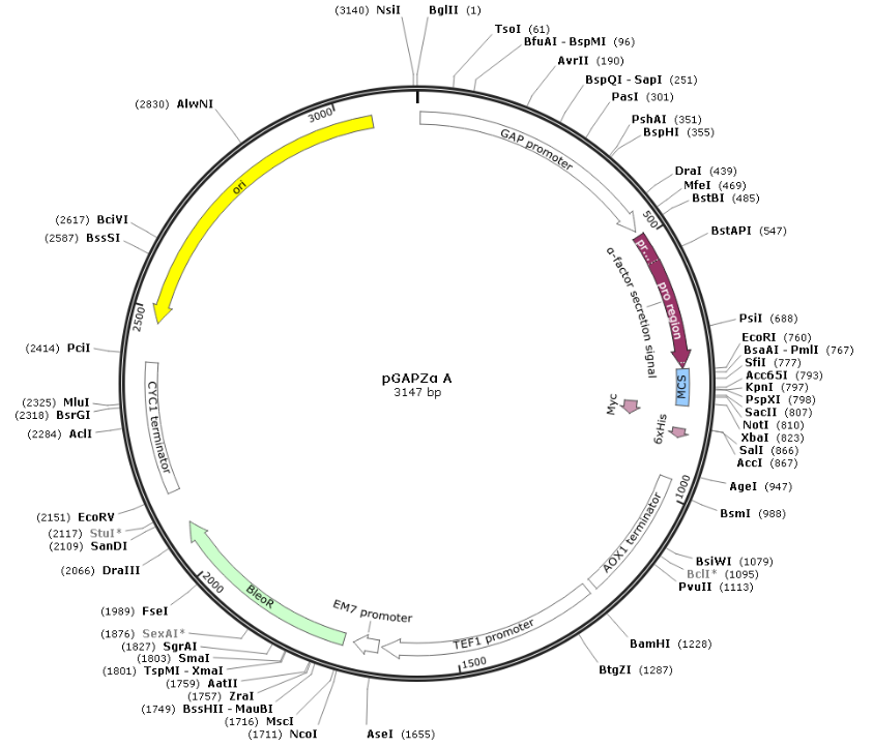 (3140) NsiI
BglII (1)
TsoI (61)
BfuAI - BspMI (96)
AvrII (190)
BspQI - SapI (251)
PasI (301)
PshAI (351)
BspHI (355)
DraI (439)
MfeI (469)
BstBI (485)
BstAPI (547)
PsiI (688)
EcoRI (760)
BsaAI - PmlI (767)
SfiI (777)
Acc65I (793)
KpnI (797)
PspXI (798)
SacII (807)
NotI (810)
XbaI (823)
SalI (866)
AccI (867)
AgeI (947)
BsmI (988)
BsiWI (1079)
BclI* (1095)
PvuII (1113)
BamHI (1228)
BtgZI (1287)
AseI (1655)
(1711) NcoI
(1716) MscI
(1749) BssHII - MauBI
(1757) ZraI
(1759) AatII
(1801) TspMI - XmaI
(1803) SmaI
(1827) SgrAI
(1876) SexAI*
(1989) FseI
(2066) DraIII
(2109) SanDI
(2117) StuI*
(2151) EcoRV
(2284) AclI
(2318) BsrGI
(2325) MluI
(2414) PciI
(2587) BssSI
(2617) BciVI
(2830) AlwNI
GAP promoter
500
pr...
pro region
α-factor secretion signal
MCS
Myc
6xHis
1000
AOX1 terminator
TEF1 promoter
1500
EM7 promoter
BleoR
2000
CYC1 terminator
2500
ori
3000
pGAPZα A
3147 bp